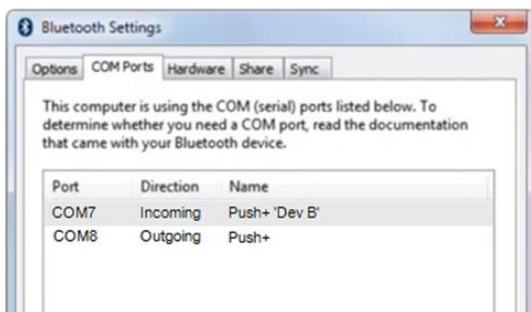 Bluetooth Settings
Options COM Ports Hardware Share Sync
This computer is using the COM (serial) ports listed below. To
determine whether you need a COM port, read the documentation
that came with your Bluetooth device.
Port Direction Name
COM7 Incoming Push+ 'Dev B'
COM8 Outgoing Push+